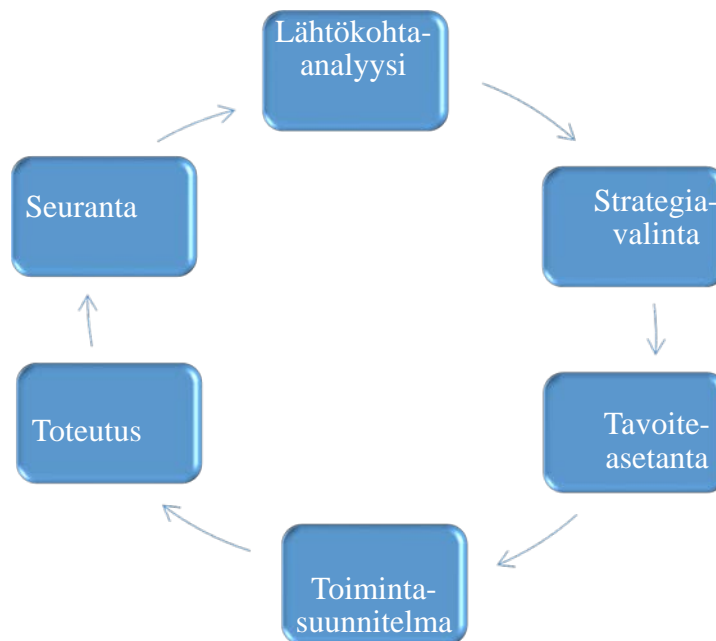 Lähtökohta-
analyysi
Strategia-
valinta
Tavoite-
asetanta
Toiminta-
suunnitelma
Toteutus
Seuranta